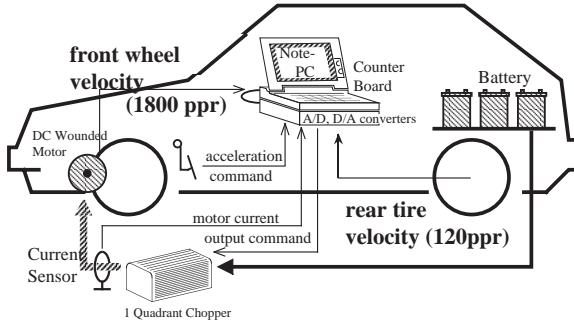 front wheel
velocity
(1800 ppr)
Note-
PC
Counter
Board
Battery
A/D, D/A converters
DC Wounded
Motor
acceleration
command
motor current
output command
rear tire
velocity (120ppr)
Current
Sensor
1 Quadrant Chopper